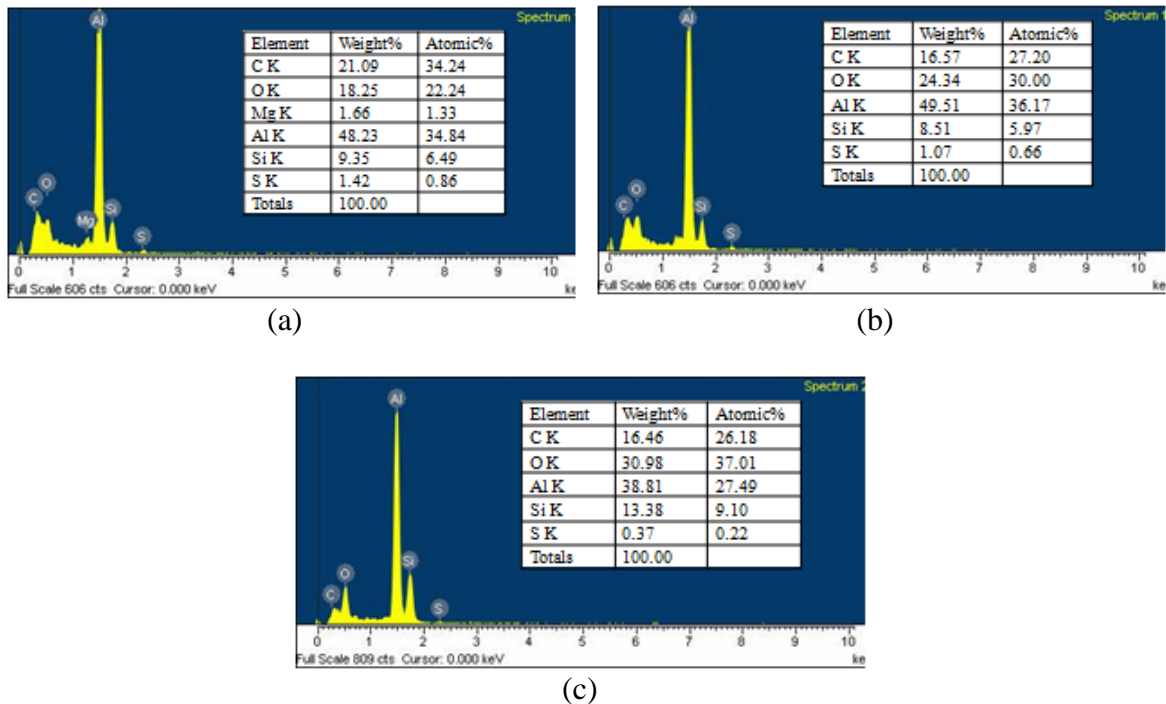 Spectrum
Al
Element Weight% Atomic%
C K 21.09 34.24
O K 18.25 22.24
Mg K 1.66 1.33
Al K 48.23 34.84
Si K 9.35 6.49
S K 1.42 0.86
Totals 100.00
O
C
Mg
Si
S
0 1 2 3 4 5 6 7 8 9 10
Full Scale 606 cts Cursor: 0.000 keV ke
(a)
Spectrum 1
Al
Element Weight% Atomic%
C K 16.57 27.20
O K 24.34 30.00
Al K 49.51 36.17
Si K 8.51 5.97
S K 1.07 0.66
Totals 100.00
O
C
Si
S
0 1 2 3 4 5 6 7 8 9 10
Full Scale 606 cts Cursor: 0.000 keV ke
(b)
Spectrum 2
Al
Element Weight% Atomic%
C K 16.46 26.18
O K 30.98 37.01
Al K 38.81 27.49
Si K 13.38 9.10
S K 0.37 0.22
Totals 100.00
Si
O
C
S
0 1 2 3 4 5 6 7 8 9 10
Full Scale 809 cts Cursor: 0.000 keV ke
(c)